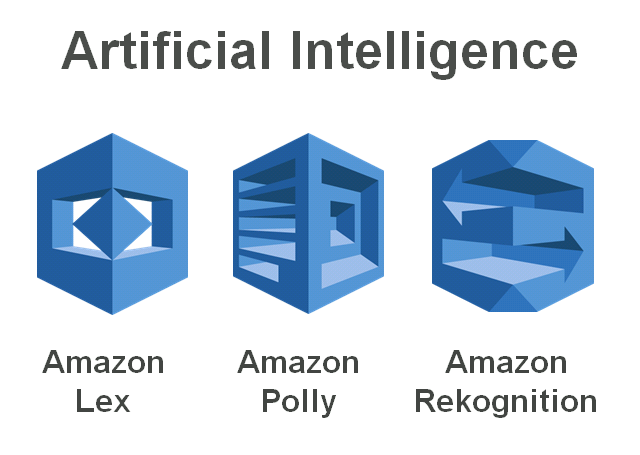 Artificial Intelligence
Amazon Amazon Amazon
Lex Polly Rekognition